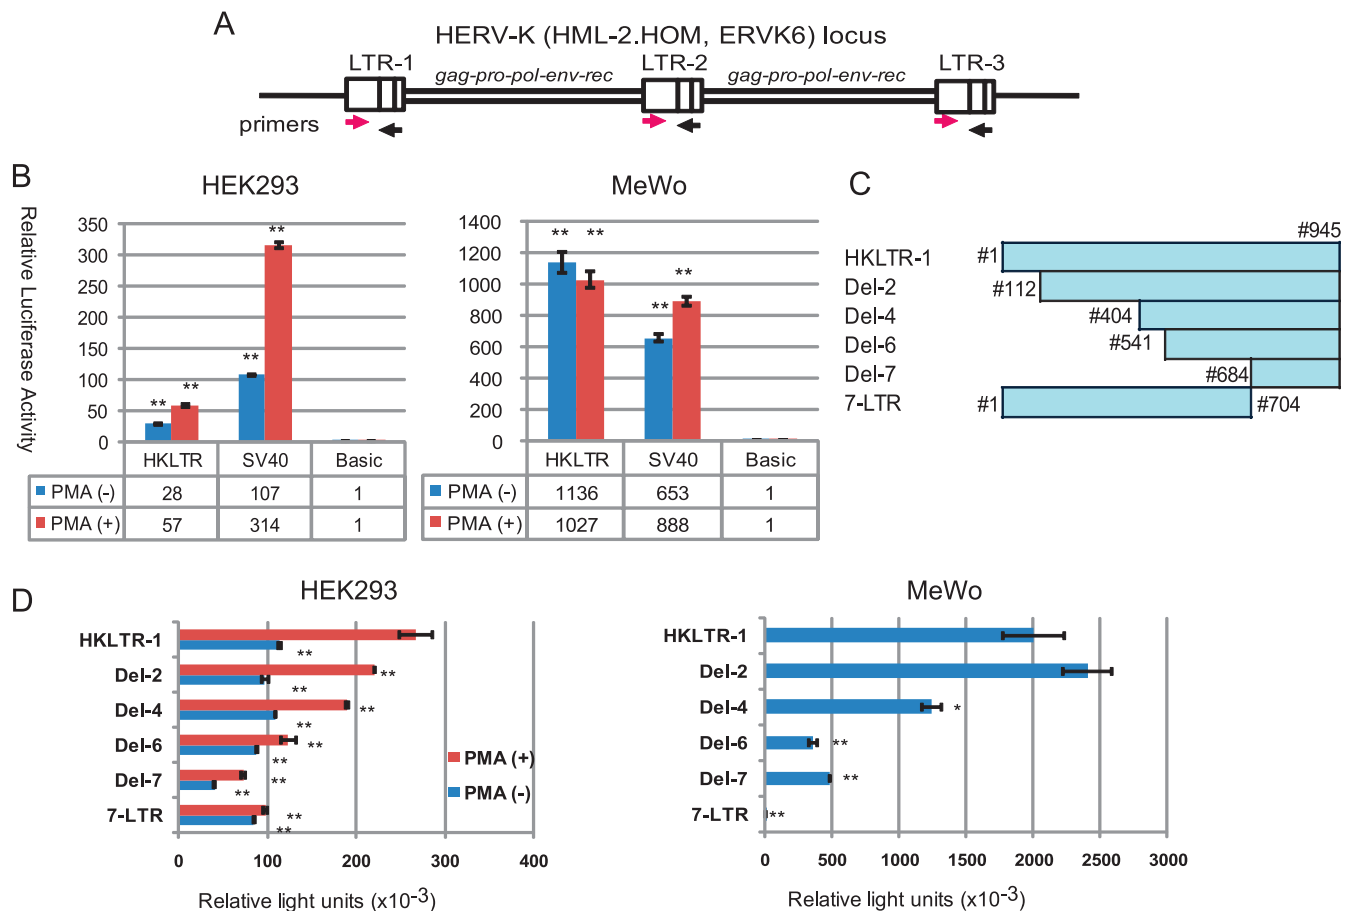 A
HERV-K (HML-2.HOM, ERVK6) locus
LTR-1
gag-pro-pol-env-rec
LTR-2
gag-pro-pol-env-rec
LTR-3
primers
B
HEK293
Relative Luciferase Activity
350
300
250
200
150
100
50
0
** ** ** **
HKLTR SV40 Basic
PMA (-) 28 107 1
PMA (+) 57 314 1
MeWo
1400
1200
1000
800
600
400
200
0
** ** ** **
HKLTR SV40 Basic
PMA (-) 1136 653 1
PMA (+) 1027 888 1
C
#945
HKLTR-1 #1
Del-2 #112
Del-4 #404
Del-6 #541
Del-7 #684
7-LTR #1 #704
D
HEK293
HKLTR-1
**
Del-2 **
**
Del-4 **
**
Del-6 **
**
Del-7 **
**
7-LTR **
**
PMA (+)
PMA (-)
0 100 200 300 400
Relative light units (x10-3)
MeWo
HKLTR-1
Del-2
Del-4 *
Del-6 **
Del-7 **
7-LTR **
0 500 1000 1500 2000 2500 3000
Relative light units (x10-3)